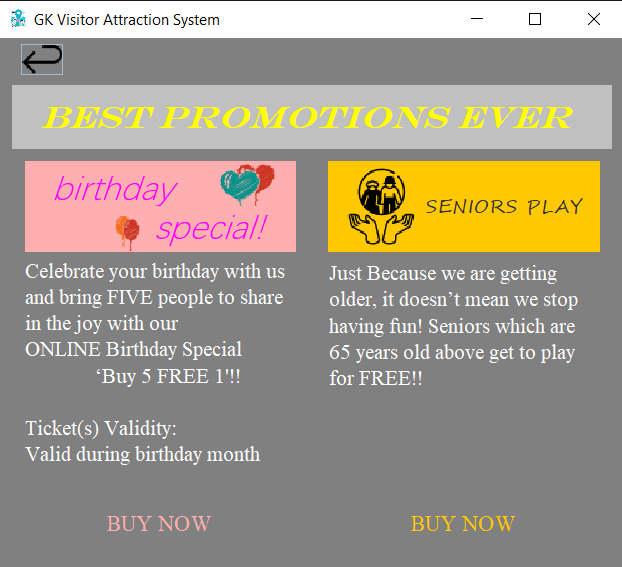 GK Visitor Attraction System
BEST PROMOTIONS EVER
birthday
special!
Celebrate your birthday with us
and bring FIVE people to share
in the joy with our
ONLINE Birthday Special
‘Buy 5 FREE 1'!!
Ticket(s) Validity:
Valid during birthday month
BUY NOW
SENIORS PLAY
Just Because we are getting
older, it doesn’t mean we stop
having fun! Seniors which are
65 years old above get to play
for FREE!!
BUY NOW